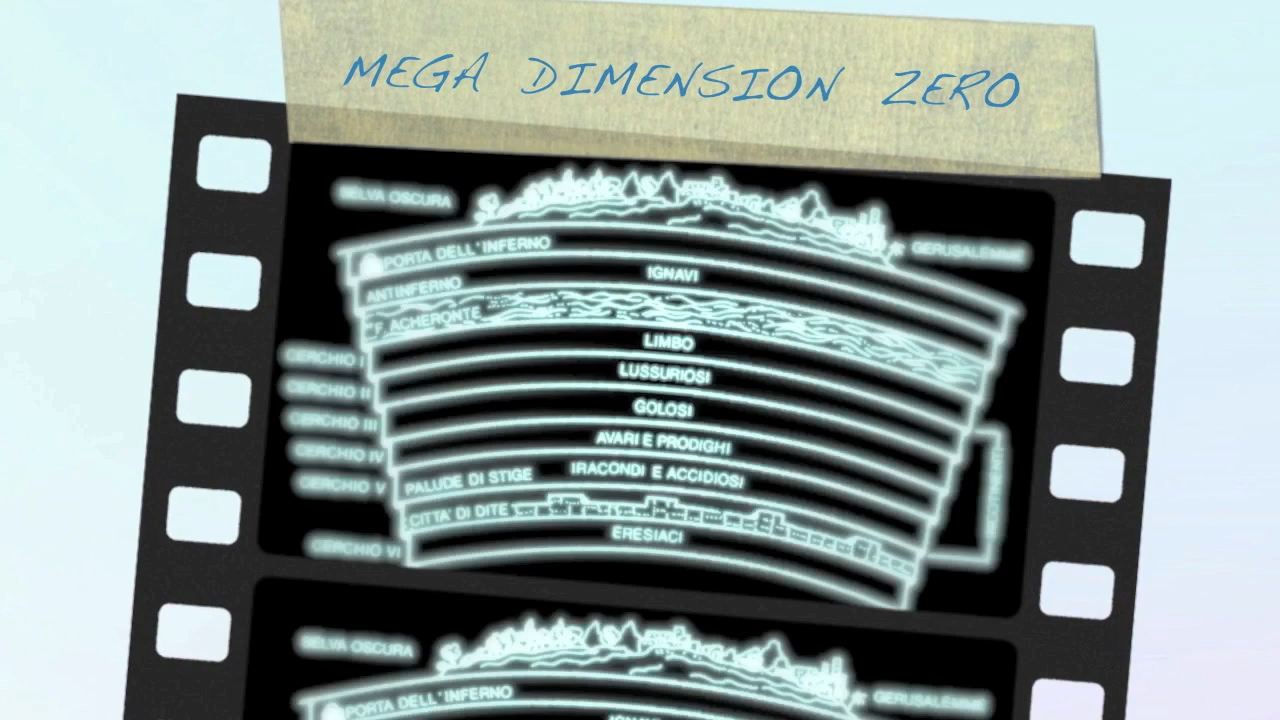 MEGA DIMENSION ZERO
SELVA OSCURA
GERUSALEMME
PORTA DELL'INFERNO
IGNAVI
ANTINFERNO
F. ACHERONTE
LIMBO
CERCHIO I
LUSSURIOSI
CERCHIO II
GOLOSI
CERCHIO III
AVARI E PRODIGHI
CERCHIO IV
IRACONDI E ACCIDIOSI
PALUDE DI STIGE
CERCHIO V
CITTA' DI DITE
ERESIACI
CERCHIO VI
SELVA OSCURA
GERUSALEMME
PORTA DELL'INFERNO